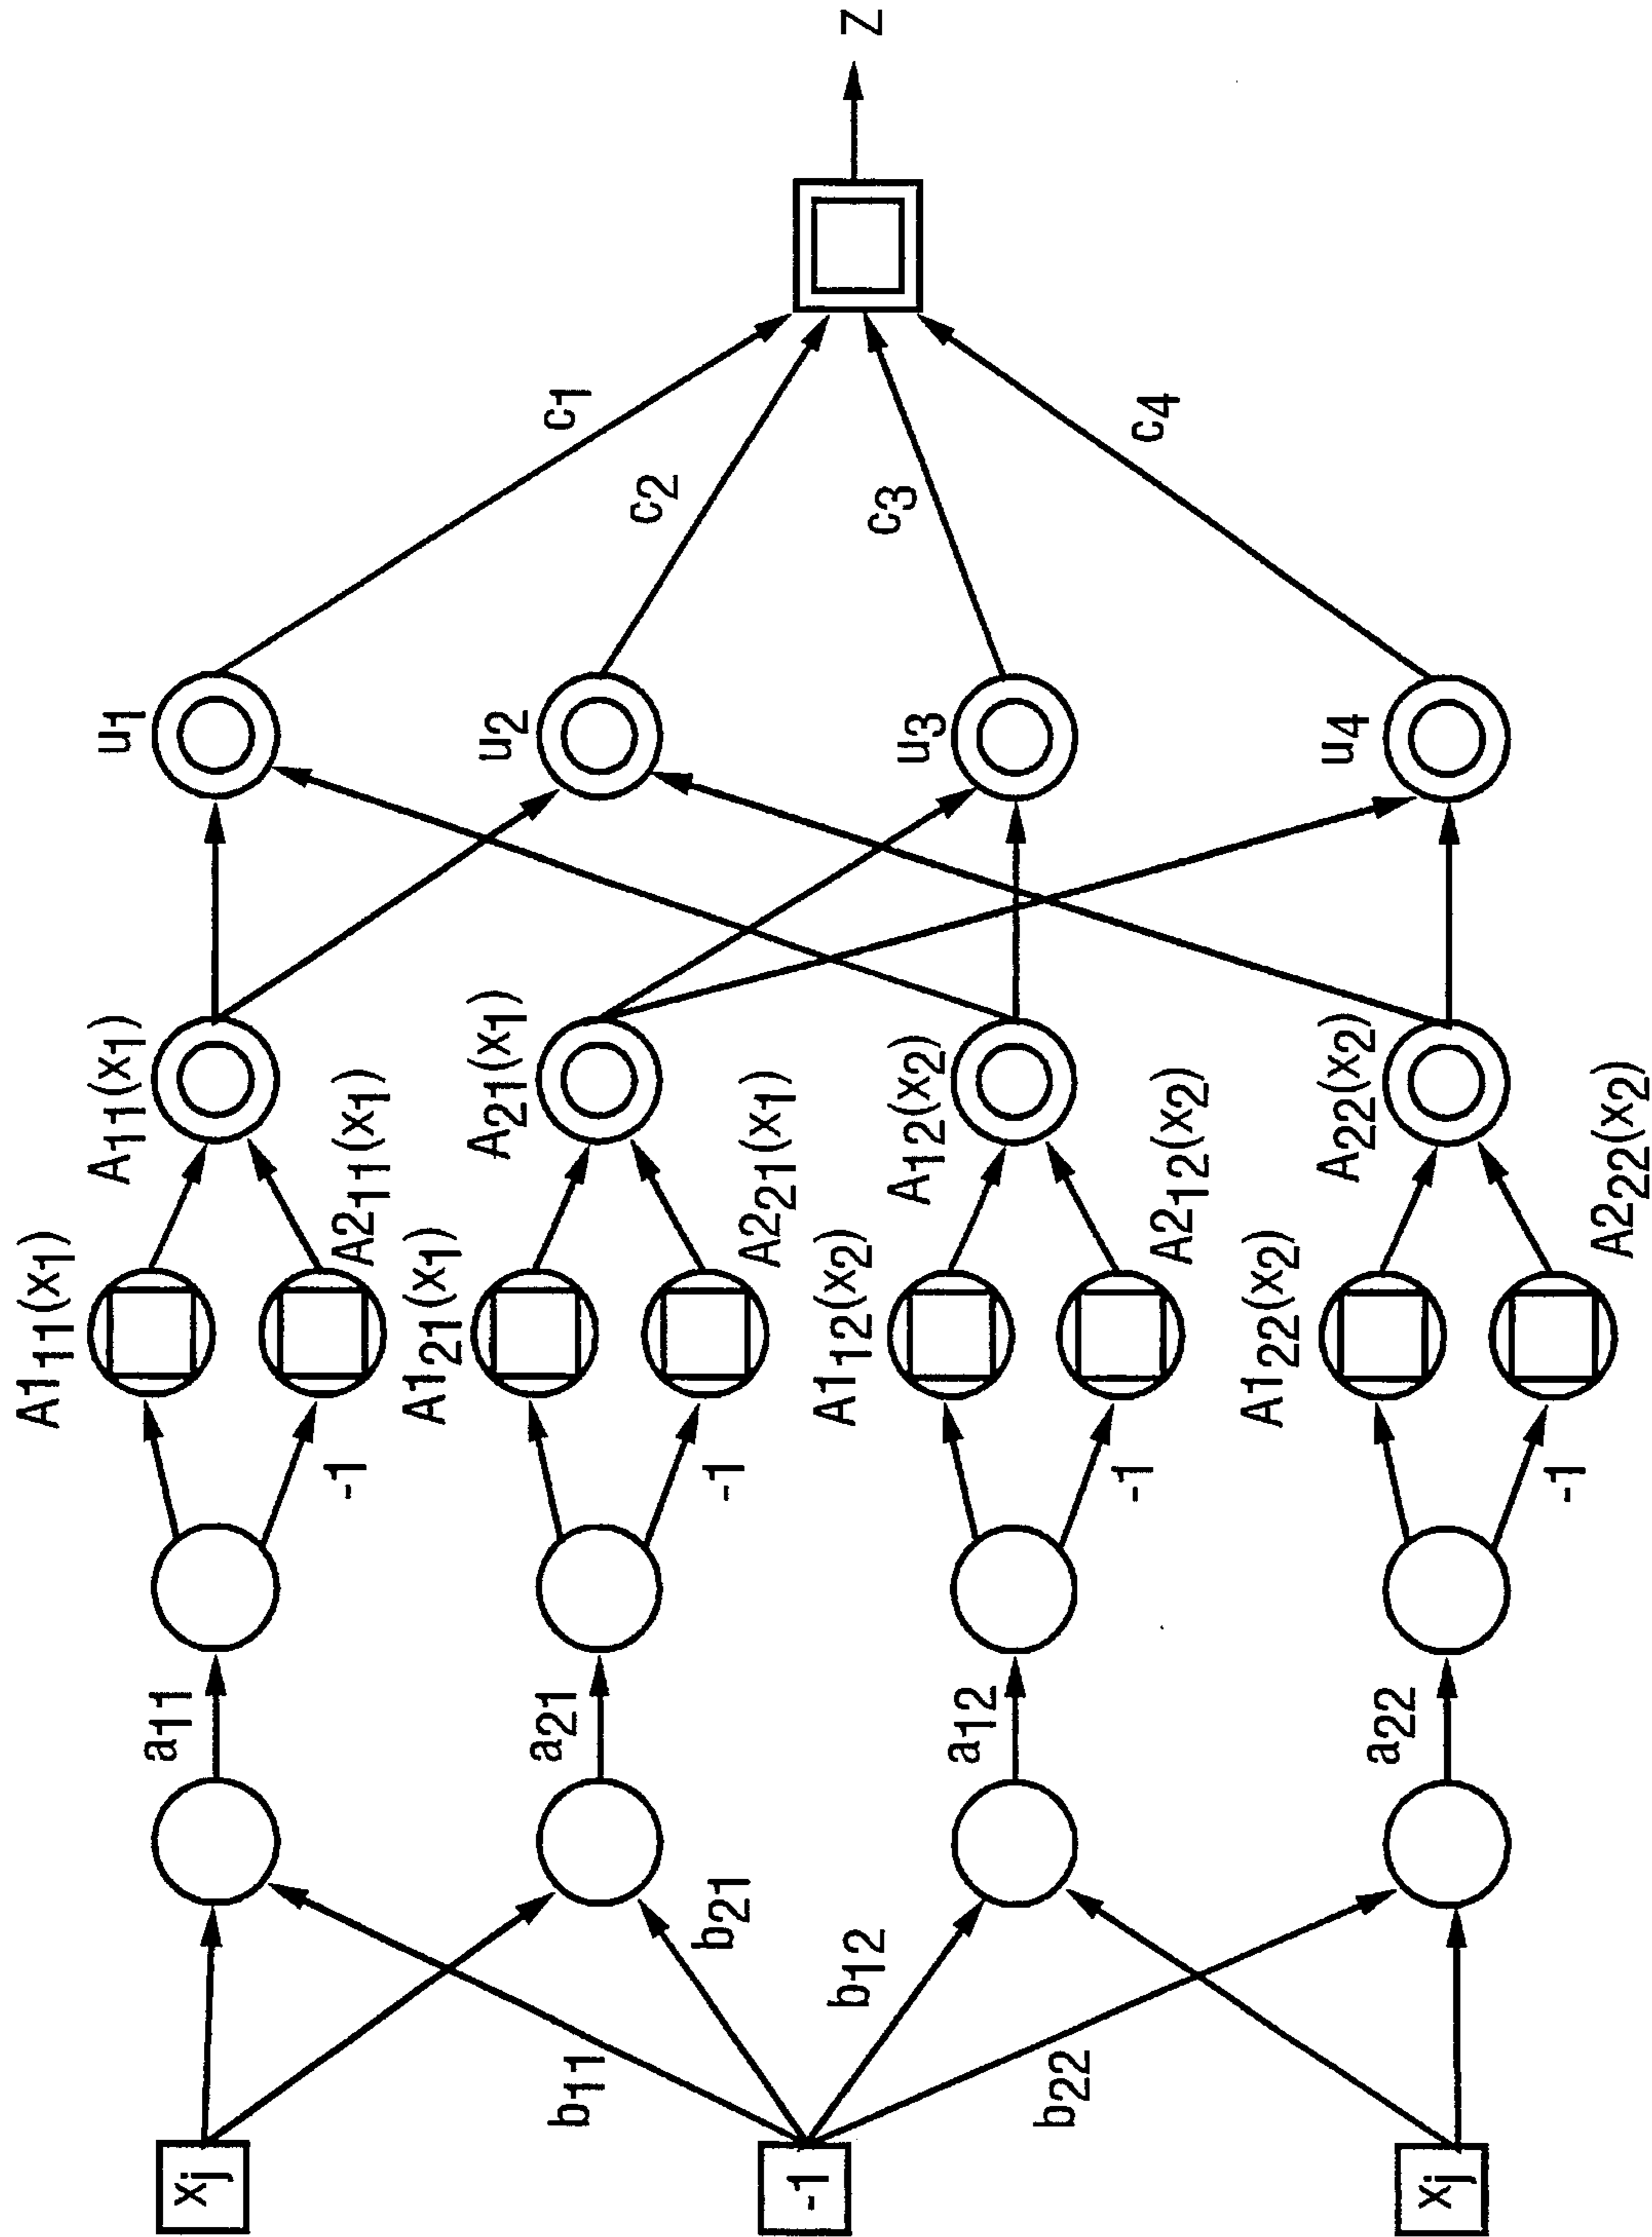 xj
-1
xj
b11
b21
b12
b22
a11
a21
a12
a22
-1
-1
-1
-1
A111(x1)
A211(x1)
A121(x1)
A221(x1)
A112(x2)
A212(x2)
A122(x2)
A222(x2)
A11(x1)
A21(x1)
A12(x2)
A22(x2)
u1
u2
u3
u4
c1
c2
c3
c4
Z